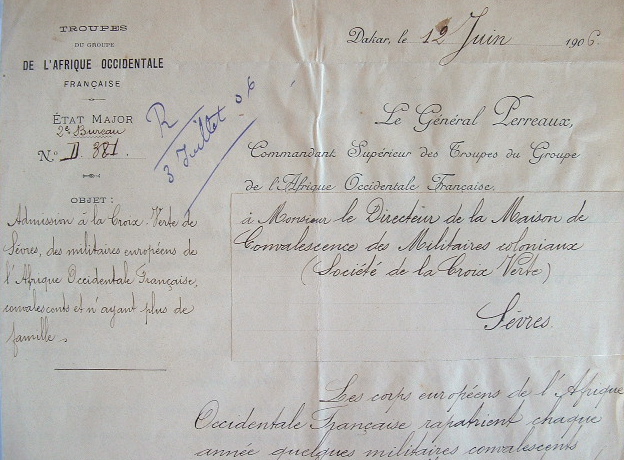 TROUPES
DU GROUPE
DE L'AFRIQUE OCCIDENTALE
FRANÇAISE
ÉTAT MAJOR
2e Bureau
N° D. 881.
R
3 Juillet 06
OBJET:
Admission à la Croix-Verte de
Sèvres, des militaires européens de
l'Afrique Occidentale Française,
convalescents et n'ayant plus de
famille.
Dakar, le 12 Juin 1906.
Le Général Perreaux,
Commandant Supérieur des Troupes du Groupe
de l'Afrique Occidentale Française.
à Monsieur le Directeur de la Maison de
Convalescence des Militaires coloniaux
(Société de la Croix Verte)
Sèvres.
Les corps européens de l'Afrique
Occidentale Française rapatrient chaque
année quelques militaires convalescents